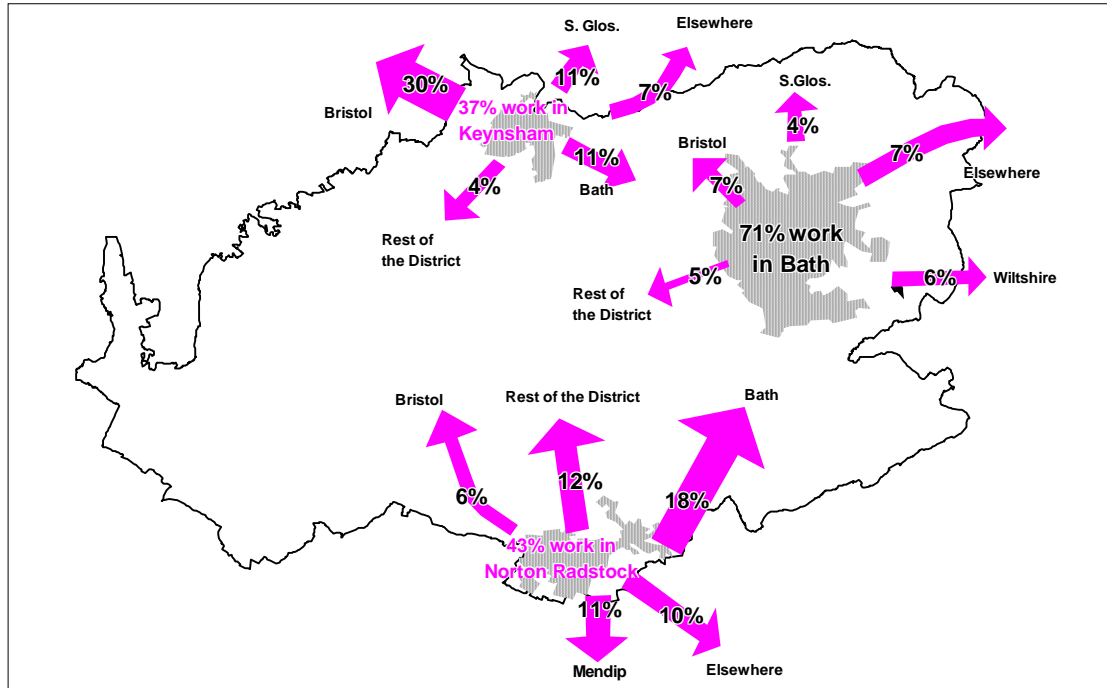 S. Glos.
Elsewhere
30%
11%
7%
Bristol
37% work in
Keynsham
11%
Bath
4%
Rest of
the District
S.Glos.
4%
Bristol
7%
7%
Elsewhere
71% work
in Bath
5%
Rest of
the District
6%
Wiltshire
Bristol
Rest of the District
Bath
6%
12%
18%
43% work in
Norton Radstock
11%
10%
Mendip
Elsewhere